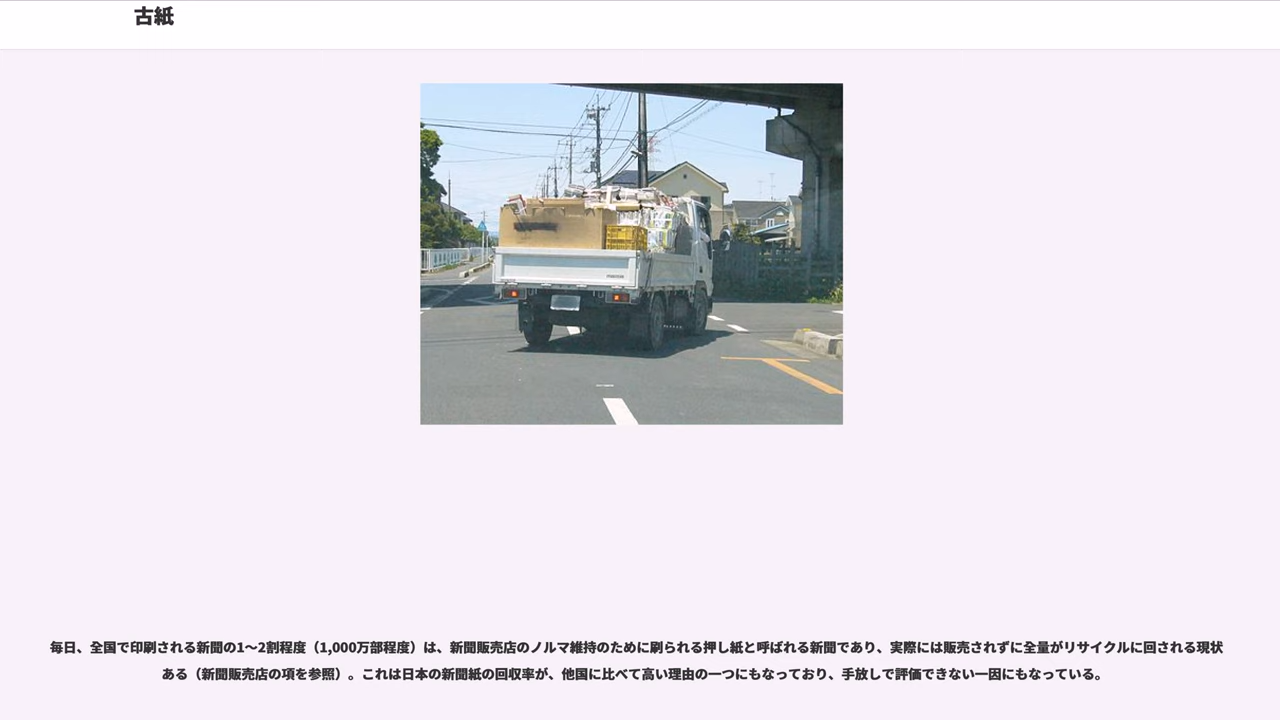 古紙
毎日、全国で印刷される新聞の1〜2割程度（1,000万部程度）は、新聞販売店のノルマ維持のために刷られる押し紙と呼ばれる新聞であり、実際には販売されずに全量がリサイクルに回される現状
ある（新聞販売店の項を参照）。これは日本の新聞紙の回収率が、他国に比べて高い理由の一つにもなっており、手放しで評価できない一因にもなっている。